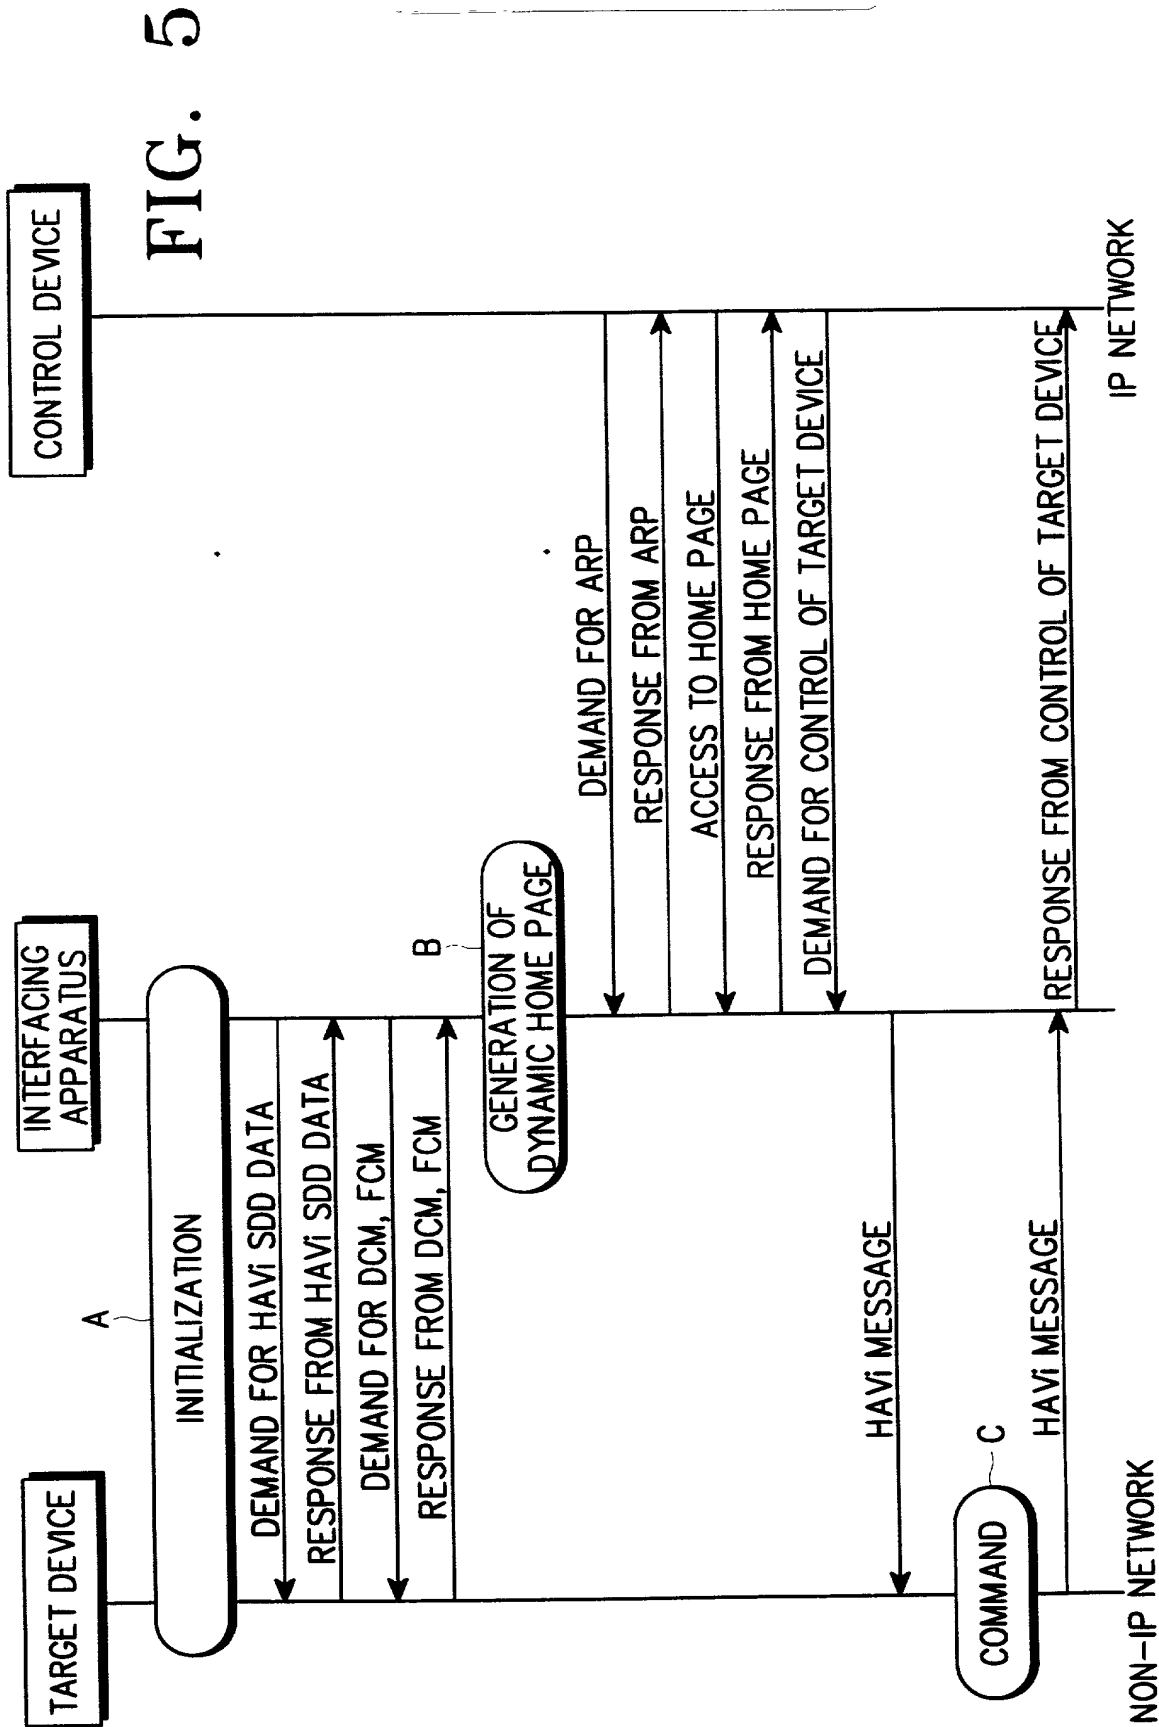 FIG. 5
TARGET DEVICE
INTERFACING
APPARATUS
CONTROL DEVICE
A
INITIALIZATION
DEMAND FOR HAVi SDD DATA
RESPONSE FROM HAVi SDD DATA
DEMAND FOR DCM, FCM
RESPONSE FROM DCM, FCM
B
GENERATION OF
DYNAMIC HOME PAGE
DEMAND FOR ARP
RESPONSE FROM ARP
ACCESS TO HOME PAGE
RESPONSE FROM HOME PAGE
DEMAND FOR CONTROL OF TARGET DEVICE
HAVi MESSAGE
C
COMMAND
HAVi MESSAGE
RESPONSE FROM CONTROL OF TARGET DEVICE
NON-IP NETWORK
IP NETWORK